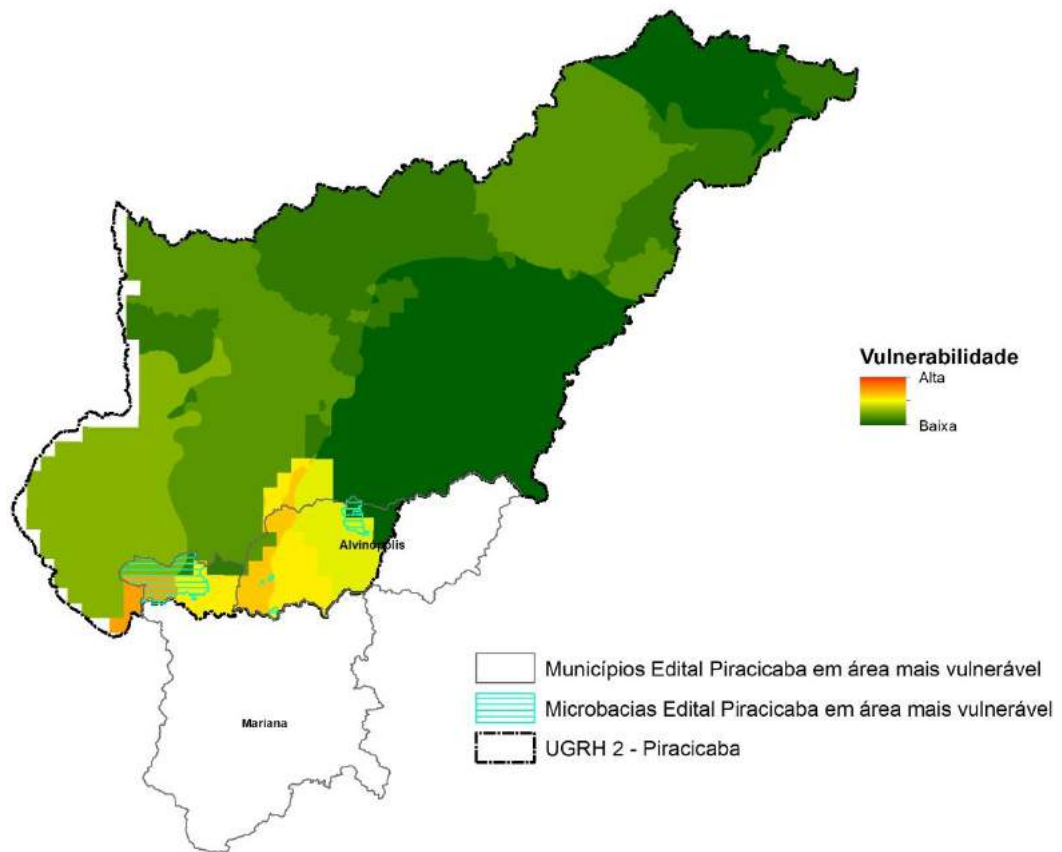 Vulnerabilidade
Alta
Baixa
Alvinópolis
Mariana
Municípios Edital Piracicaba em área mais vulnerável
Microbacias Edital Piracicaba em área mais vulnerável
UGRH 2 - Piracicaba